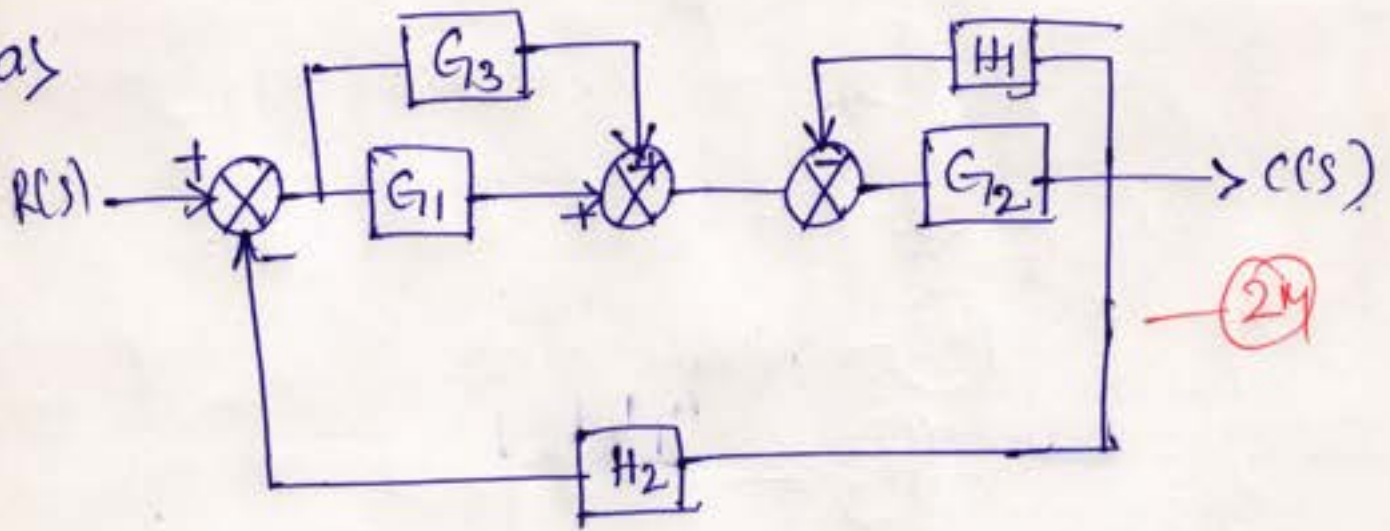 a)
G3
H1
R(s)
+
G1
+
+
-
G2
C(s)
-
2M
H2